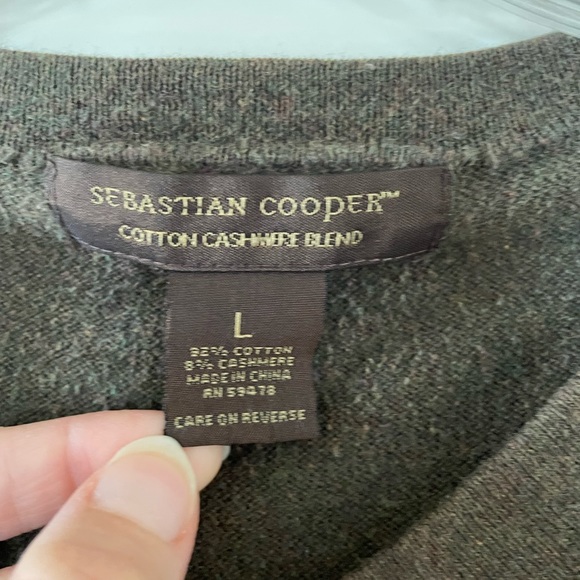 SEBASTIAN COOPER™
COTTON CASHMERE BLEND
L
92% COTTON
8% CASHMERE
MADE IN CHINA
RN 59478
CARE ON REVERSE